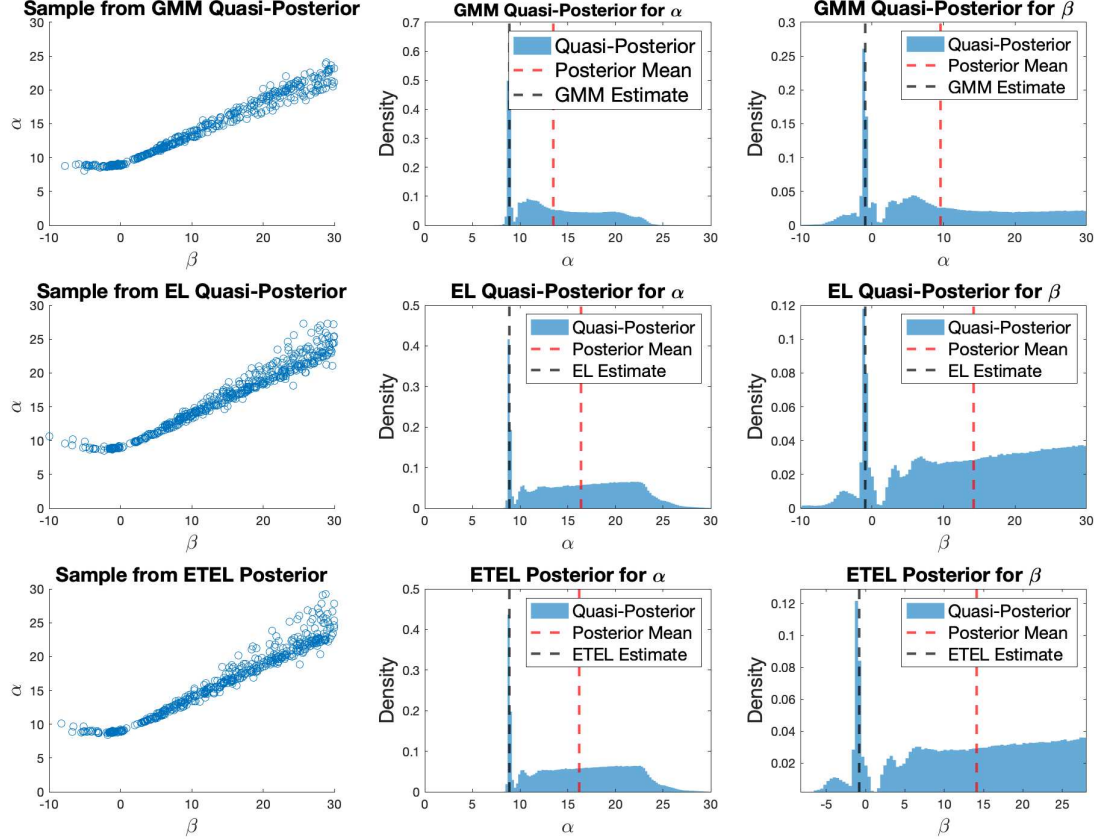 Sample from GMM Quasi-Posterior
30
25
20
15
10
5
0
α
-10 0 10 20 30
β
GMM Quasi-Posterior for α
0.7
0.6
0.5
0.4
0.3
0.2
0.1
0
Density
Quasi-Posterior
Posterior Mean
GMM Estimate
0 5 10 15 20 25 30
α
GMM Quasi-Posterior for β
0.3
0.25
0.2
0.15
0.1
0.05
0
Density
Quasi-Posterior
Posterior Mean
GMM Estimate
-10 0 10 20 30
α
Sample from EL Quasi-Posterior
30
25
20
15
10
5
0
α
-10 0 10 20 30
β
EL Quasi-Posterior for α
0.5
0.4
0.3
0.2
0.1
0
Density
Quasi-Posterior
Posterior Mean
EL Estimate
0 5 10 15 20 25 30
α
EL Quasi-Posterior for β
0.12
0.1
0.08
0.06
0.04
0.02
0
Density
Quasi-Posterior
Posterior Mean
EL Estimate
-10 0 10 20 30
α
Sample from ETEL Posterior
30
25
20
15
10
5
0
α
-10 0 10 20 30
β
ETEL Posterior for α
0.5
0.4
0.3
0.2
0.1
0
Density
Quasi-Posterior
Posterior Mean
ETEL Estimate
0 5 10 15 20 25 30
α
ETEL Posterior for β
0.12
0.1
0.08
0.06
0.04
0.02
Density
Quasi-Posterior
Posterior Mean
ETEL Estimate
-5 0 5 10 15 20 25
β